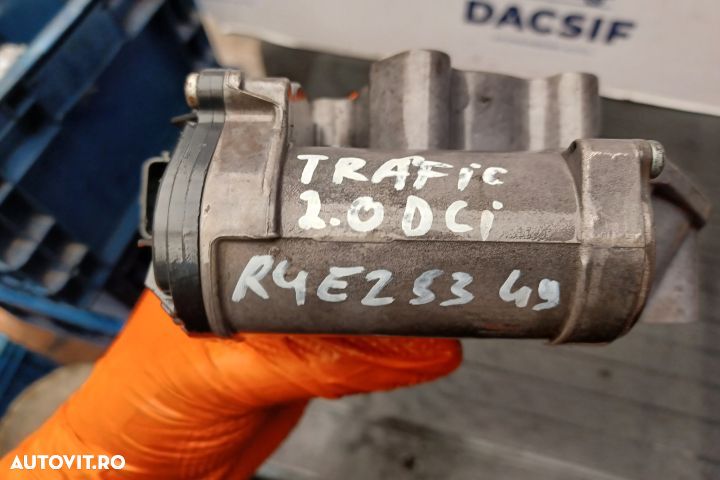 DACSIF
TRAFic
2.0 DCi
R4E253 49
AUTOVIT.RO